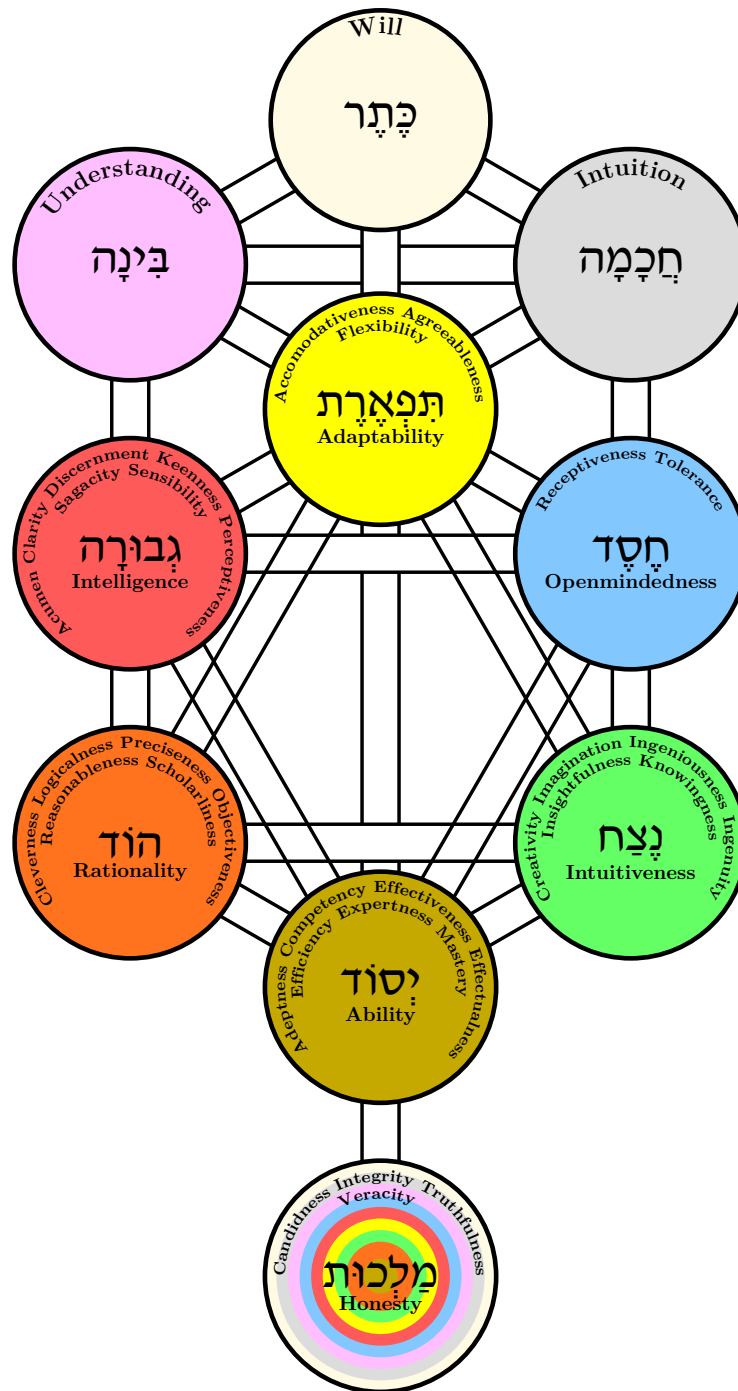 Will
כֶּתֶר
Understanding
בִּינָה
Intuition
חֲכָמָה
Accomodativeness Agreeableness
Flexibility
תִּפְאֶרֶת
Adaptability
Acumen Clarity Discernment Keenness Perceptiveness
Sagacity Sensibility
גְבוּרָה
Intelligence
Receptiveness Tolerance
חֶסֶד
Openmindedness
Cleverness Logicalness Preciseness Objectiveness
Reasonableness Scholarliness
הוֹד
Rationality
Creativity Imagination Ingeniousness Ingenuity
Insightfulness Knowingness
נֶצַח
Intuitiveness
Adeptness Competency Effectiveness Effectualness
Efficiency Expertness Mastery
יְסוֹד
Ability
Candidness Integrity Truthfulness
Veracity
מַלְכוּת
Honesty